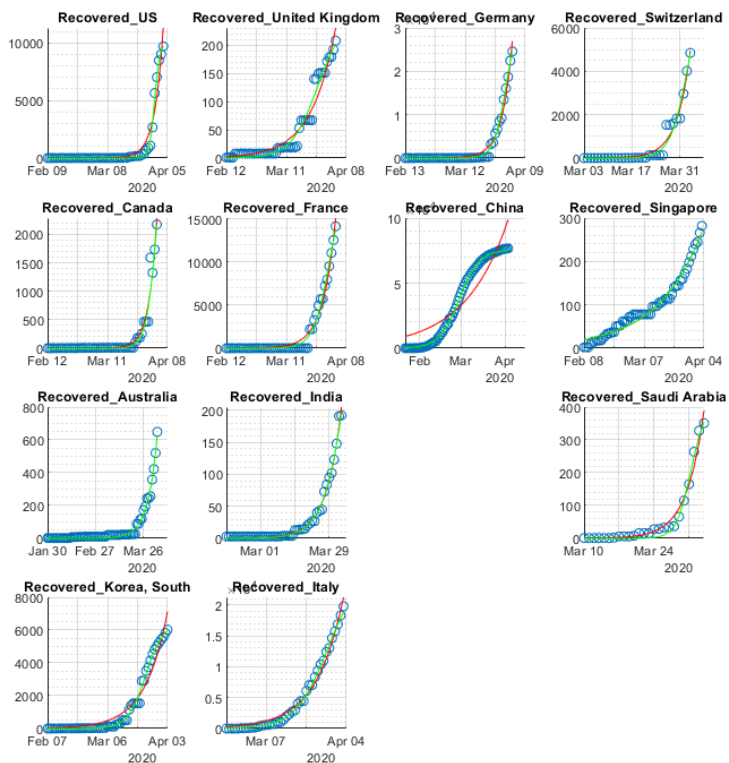 Recovered_US
10000
5000
0
Feb 09 Mar 08 Apr 05
2020
Recovered_United Kingdom
200
150
100
50
0
Feb 12 Mar 11 Apr 08
2020
Recovered_Germany
3
2
1
0
Feb 13 Mar 12 Apr 09
2020
Recovered_Switzerland
6000
4000
2000
0
Mar 03 Mar 17 Mar 31
2020
Recovered_Canada
2000
1500
1000
500
0
Feb 12 Mar 11 Apr 08
2020
Recovered_France
15000
10000
5000
0
Feb 12 Mar 11 Apr 08
2020
Recovered_China
10
5
0
Feb Mar Apr
2020
Recovered_Singapore
300
200
100
0
Feb 08 Mar 07 Apr 04
2020
Recovered_Australia
800
600
400
200
0
Jan 30 Feb 27 Mar 26
2020
Recovered_India
200
150
100
50
0
Mar 01 Mar 29
2020
Recovered_Saudi Arabia
400
300
200
100
0
Mar 10 Mar 24
2020
Recovered_Korea, South
8000
6000
4000
2000
0
Feb 07 Mar 06 Apr 03
2020
Recovered_Italy
2
1.5
1
0.5
0
Mar 07 Apr 04
2020